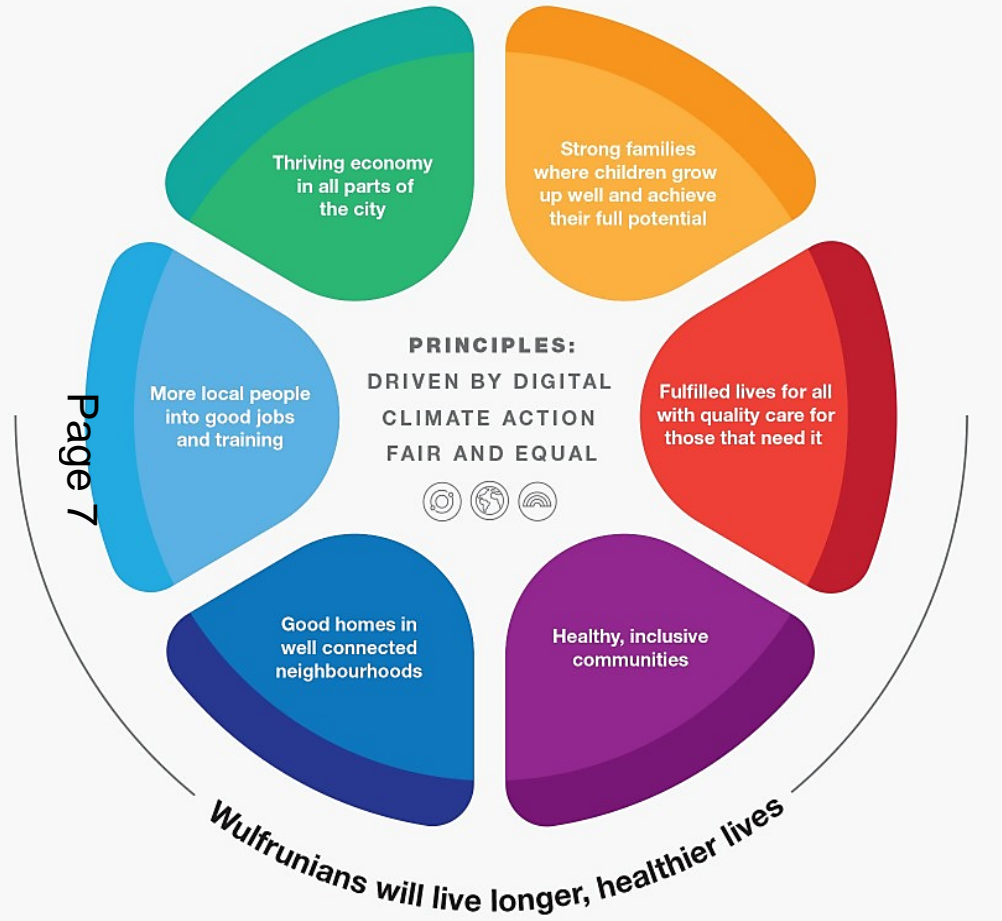 Thriving economy
in all parts of
the city
Strong families
where children grow
up well and achieve
their full potential
More local people
into good jobs
and training
PRINCIPLES:
DRIVEN BY DIGITAL
CLIMATE ACTION
FAIR AND EQUAL
Fulfilled lives for all
with quality care for
those that need it
Page 7
Good homes in
well connected
neighbourhoods
Healthy, inclusive
communities
Wulfrunians will live longer, healthier lives